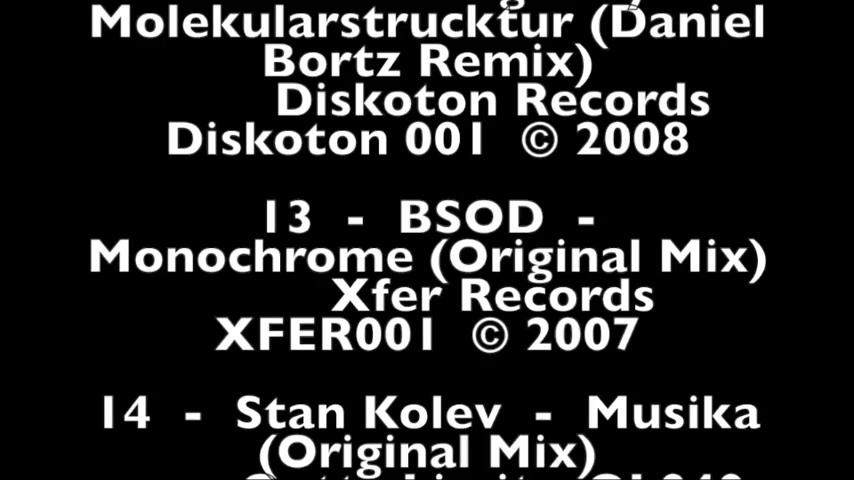 Molekularstrucktur (Daniel
Bortz Remix)
Diskoton Records
Diskoton 001 © 2008
13 - BSOD -
Monochrome (Original Mix)
Xfer Records
XFER001 © 2007
14 - Stan Kolev - Musika
(Original Mix)